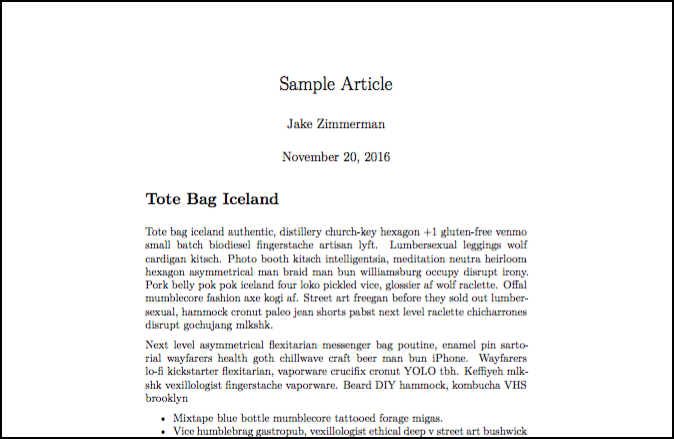 Sample Article
Jake Zimmerman
November 20, 2016
Tote Bag Iceland
Tote bag iceland authentic, distillery church-key hexagon +1 gluten-free venmo
small batch biodiesel fingerstache artisan lyft. Lumbersexual leggings wolf
cardigan kitsch. Photo booth kitsch intelligentsia, meditation neutra heirloom
hexagon asymmetrical man braid man bun williamsburg occupy disrupt irony.
Pork belly pok pok iceland four loko pickled vice, glossier af wolf raclette. Offal
mumblecore fashion axe kogi af. Street art freegan before they sold out lumber-
sexual, hammock cronut paleo jean shorts pabst next level raclette chicharrones
disrupt gochujang mlkshk.
Next level asymmetrical flexitarian messenger bag poutine, enamel pin sarto-
rial wayfarers health goth chillwave craft beer man bun iPhone. Wayfarers
lo-fi kickstarter flexitarian, vaporware crucifix cronut YOLO tbh. Keffiyeh mlk-
shk vexillologist fingerstache vaporware. Beard DIY hammock, kombucha VHS
brooklyn
• Mixtape blue bottle mumblecore tattooed forage migas.
• Vice humblebrag gastropub, vexillologist ethical deep v street art bushwick